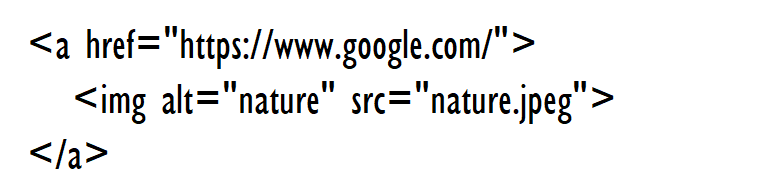 <a href="https://www.google.com/">
<img alt="nature" src="nature.jpeg">
</a>